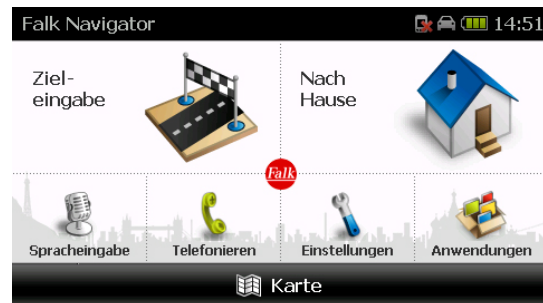 Falk Navigator 14:51
Ziel-
eingabe
Nach
Hause
Falk
Spracheingabe Telefonieren Einstellungen Anwendungen
Karte